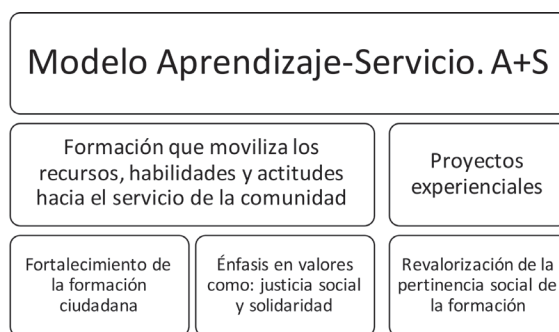 Modelo Aprendizaje-Servicio. A+S
Formación que moviliza los
recursos, habilidades y actitudes
hacia el servicio de la comunidad
Proyectos
experienciales
Fortalecimiento de
la formación
ciudadana
Énfasis en valores
como: justicia social
y solidaridad
Revalorización de la
pertinencia social de
la formación